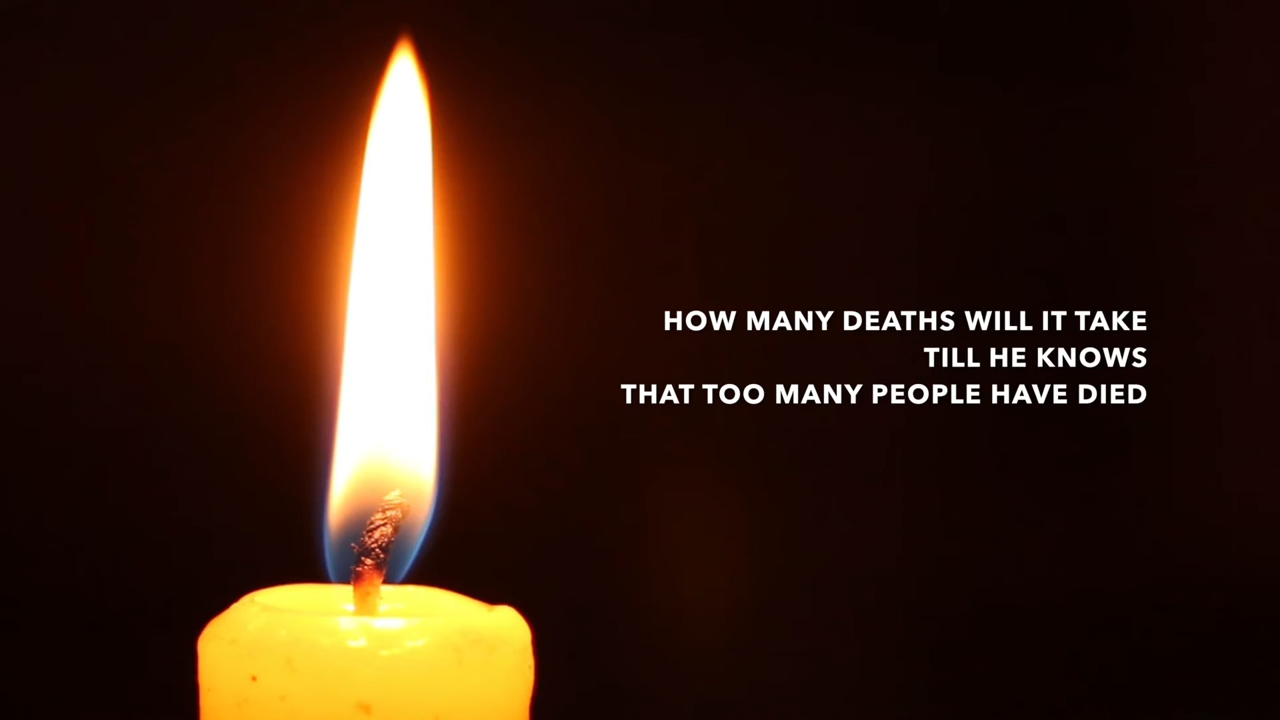 HOW MANY DEATHS WILL IT TAKE
TILL HE KNOWS
THAT TOO MANY PEOPLE HAVE DIED